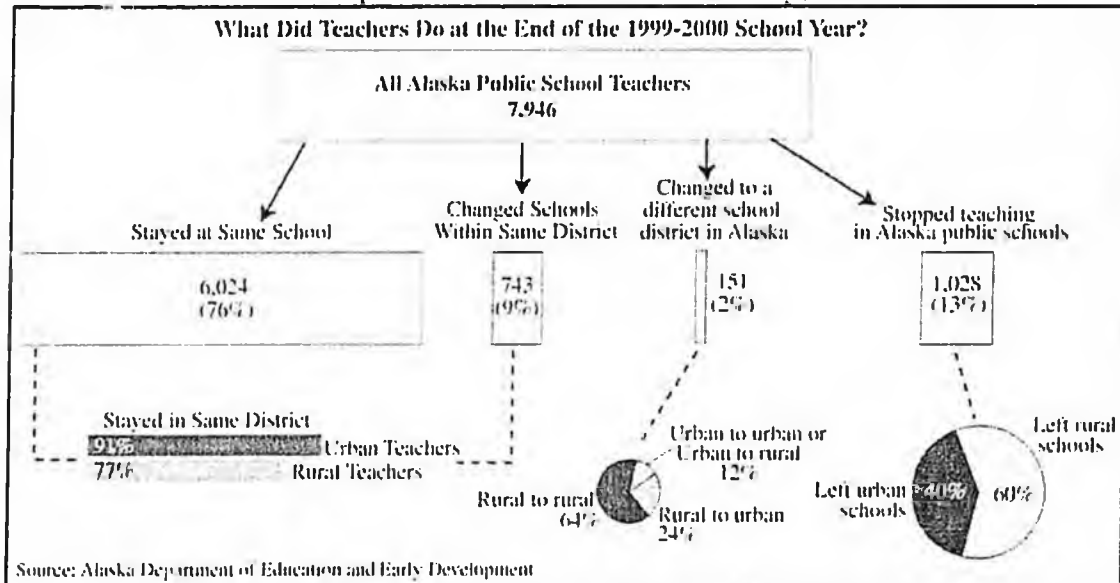 What Did Teachers Do at the End of the 1999-2000 School Year?
All Alaska Public School Teachers
7,946
Stayed at Same School
6,024
(76%)
Changed Schools
Within Same District
743
(9%)
Changed to a
different school
district in Alaska
151
(2%)
Stopped teaching
in Alaska public schools
1,028
(13%)
Stayed in Same District
91%
Urban Teachers
77%
Rural Teachers
Urban to urban or
Urban to rural
12%
Rural to rural
64%
Rural to urban
24%
Left rural
schools
60%
Left urban
schools
40%
Source: Alaska Department of Education and Early Development